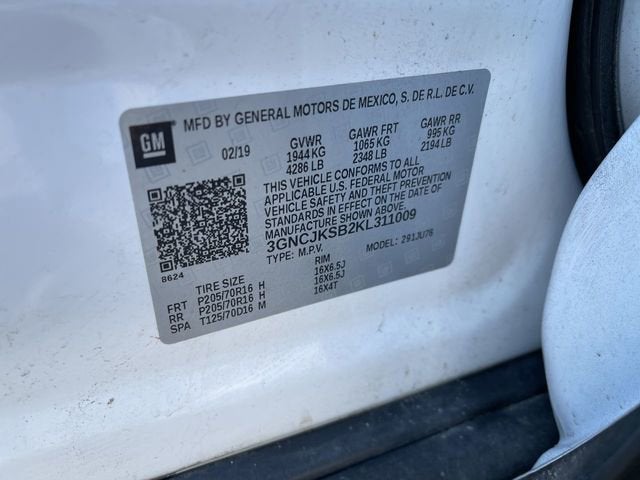 MFD BY GENERAL MOTORS DE MEXICO, S. DE R.L. DE C.V.
GM
02/19 GVWR GAWR FRT GAWR RR
1944 KG 1065 KG 995 KG
4286 LB 2348 LB 2194 LB
THIS VEHICLE CONFORMS TO ALL
APPLICABLE U.S. FEDERAL MOTOR
VEHICLE SAFETY AND THEFT PREVENTION
STANDARDS IN EFFECT ON THE DATE OF
MANUFACTURE SHOWN ABOVE.
3GNCJKSB2KL311009
8624
TYPE: M.P.V. MODEL: 291JU76
TIRE SIZE RIM
FRT P205/70R16 H 16X6.5J
RR P205/70R16 H 16X6.5J
SPA T125/70D16 M 16X4T